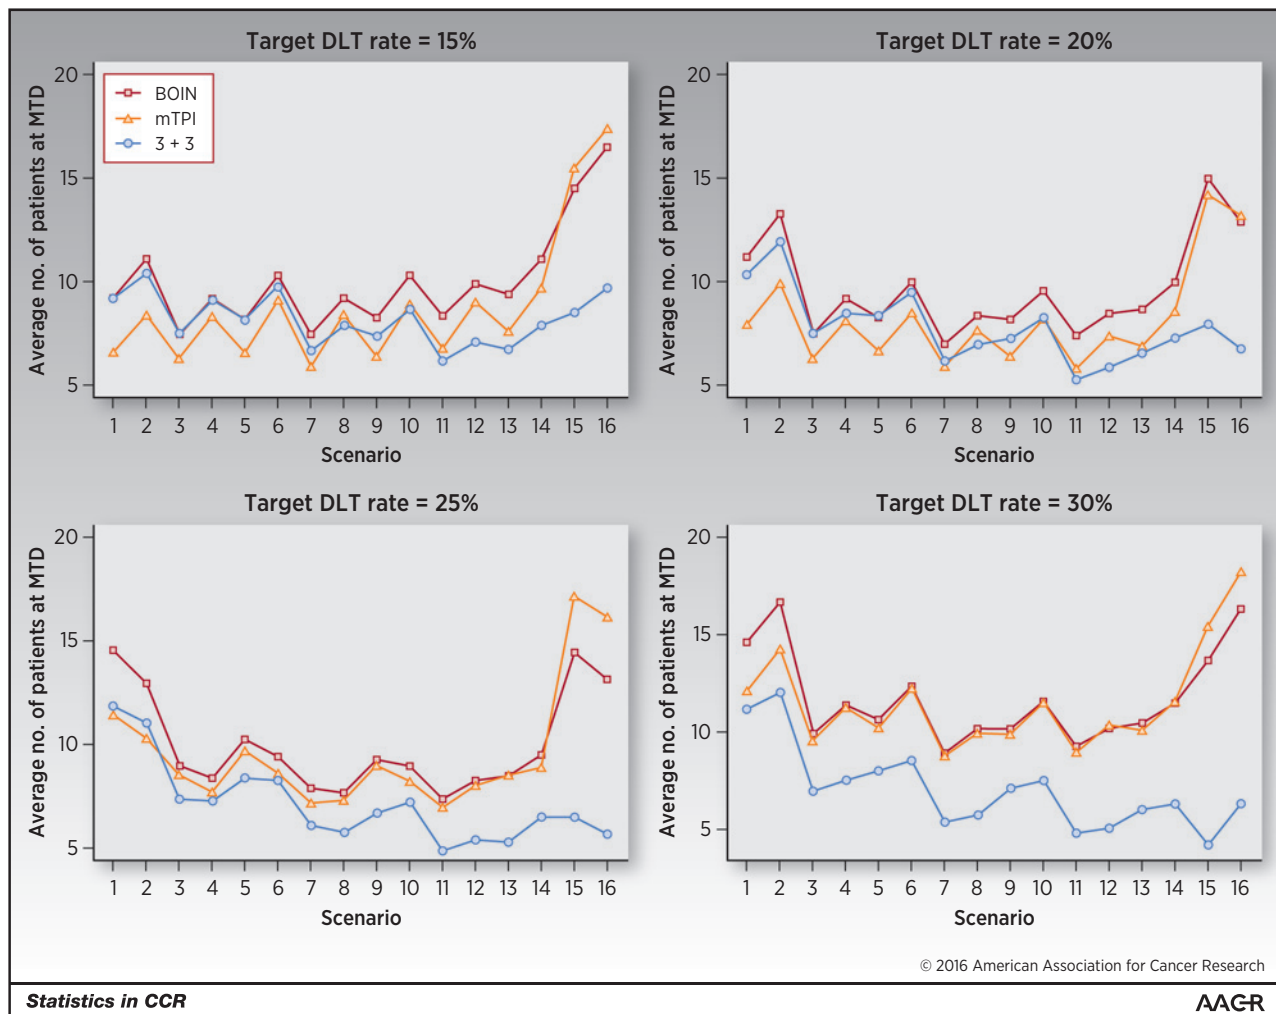 Target DLT rate = 15%
Average no. of patients at MTD
20
15
10
5
BOIN
mTPI
3 + 3
1 2 3 4 5 6 7 8 9 10 11 12 13 14 15 16
Scenario
Target DLT rate = 20%
Average no. of patients at MTD
20
15
10
5
1 2 3 4 5 6 7 8 9 10 11 12 13 14 15 16
Scenario
Target DLT rate = 25%
Average no. of patients at MTD
20
15
10
5
1 2 3 4 5 6 7 8 9 10 11 12 13 14 15 16
Scenario
Target DLT rate = 30%
Average no. of patients at MTD
20
15
10
5
1 2 3 4 5 6 7 8 9 10 11 12 13 14 15 16
Scenario
© 2016 American Association for Cancer Research
Statistics in CCR
AACR